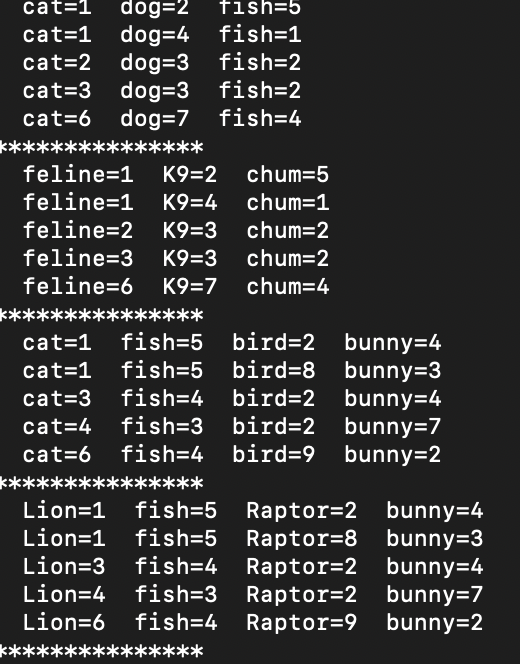 cat=1  dog=2  fish=5
cat=1  dog=4  fish=1
cat=2  dog=3  fish=2
cat=3  dog=3  fish=2
cat=6  dog=7  fish=4
***************
feline=1  K9=2  chum=5
feline=1  K9=4  chum=1
feline=2  K9=3  chum=2
feline=3  K9=3  chum=2
feline=6  K9=7  chum=4
***************
cat=1  fish=5  bird=2  bunny=4
cat=1  fish=5  bird=8  bunny=3
cat=3  fish=4  bird=2  bunny=4
cat=4  fish=3  bird=2  bunny=7
cat=6  fish=4  bird=9  bunny=2
***************
Lion=1  fish=5  Raptor=2  bunny=4
Lion=1  fish=5  Raptor=8  bunny=3
Lion=3  fish=4  Raptor=2  bunny=4
Lion=4  fish=3  Raptor=2  bunny=7
Lion=6  fish=4  Raptor=9  bunny=2
***************